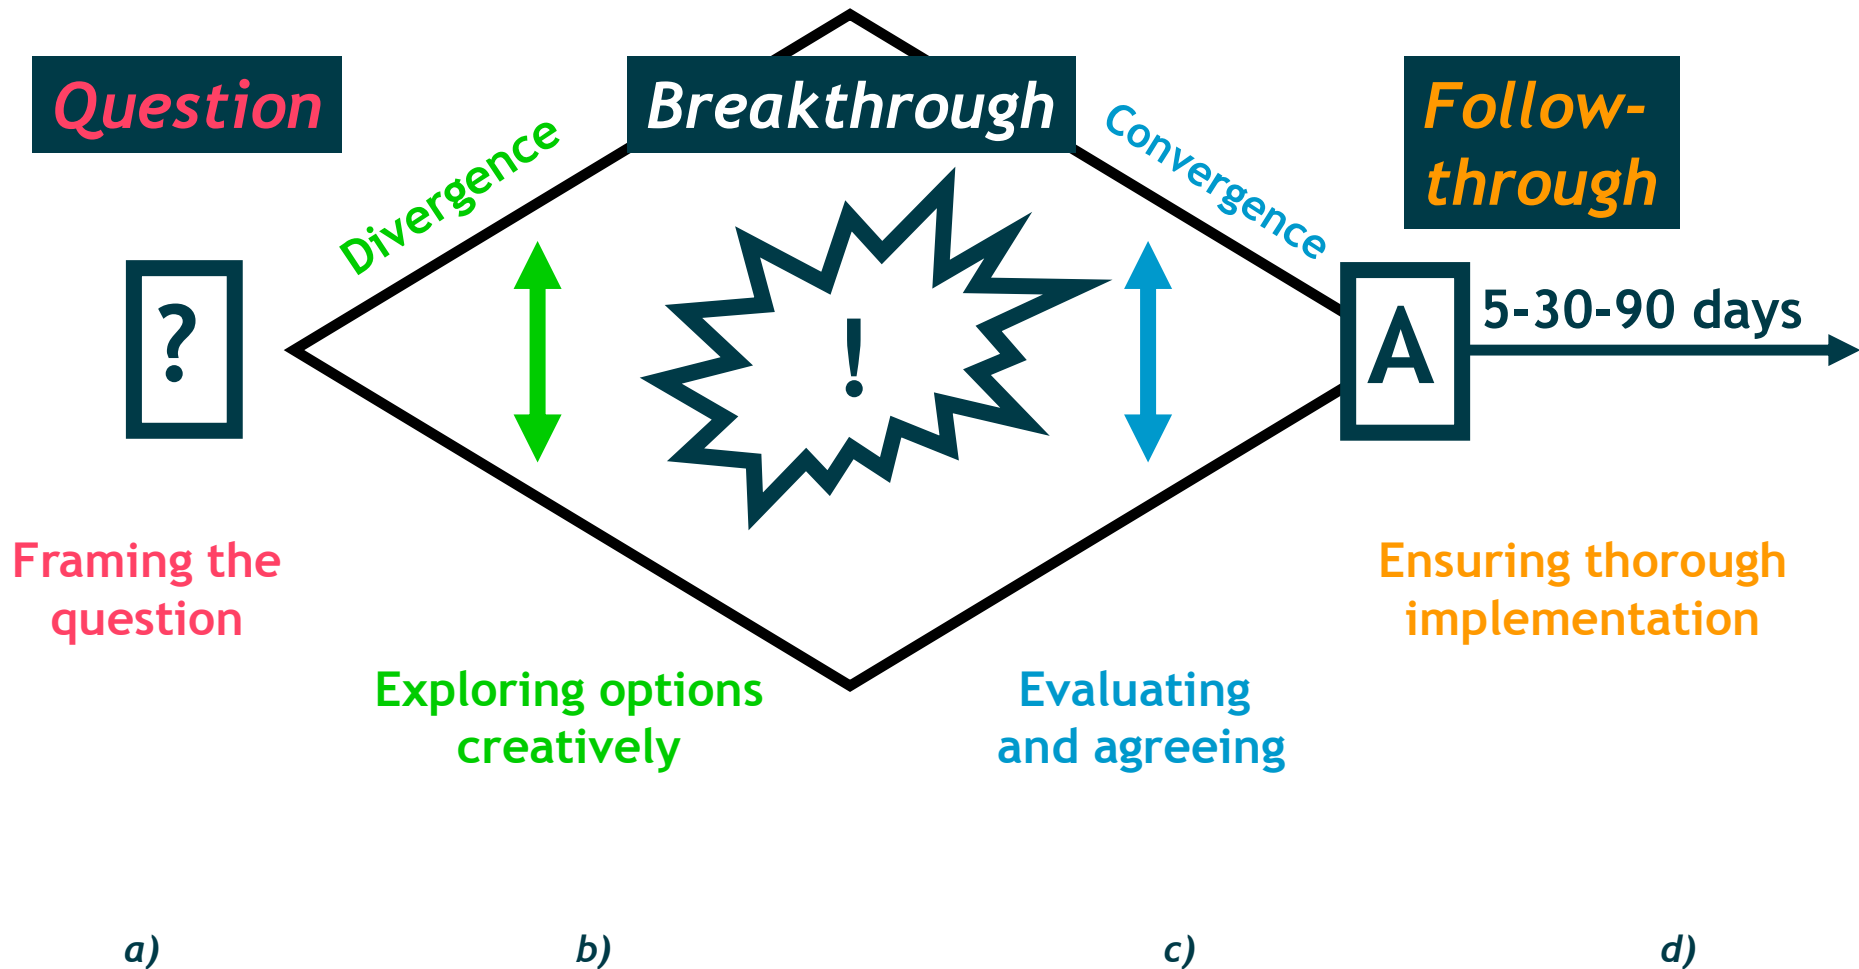 Question
Breakthrough
Follow-
through
Divergence
Convergence
?
!
A
5-30-90 days
Framing the
question
Exploring options
creatively
Evaluating
and agreeing
Ensuring thorough
implementation
a)
b)
c)
d)